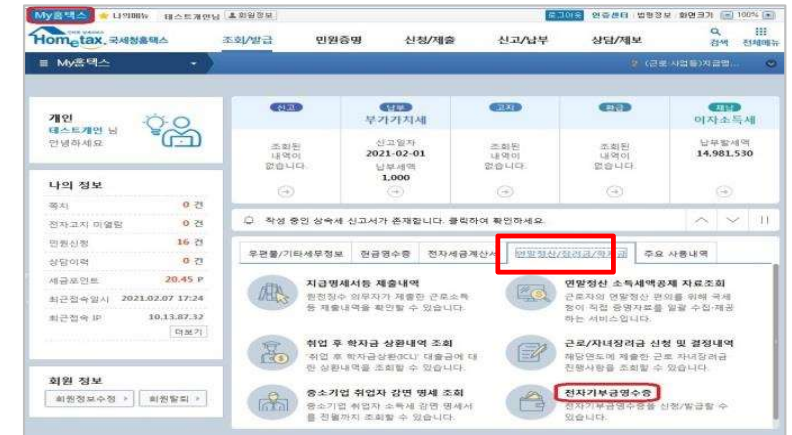 My홈택스 ★ 나의메뉴 테스트개인님 회원정보 로그아웃 인증센터 법령정보 화면크기 100%
Hometax. 국세청홈택스 조회/발급 민원증명 신청/제출 신고/납부 상담/제보 검색 전체메뉴
My홈택스 (근로·사업등)지급명...
개인
테스트개인 님
안녕하세요
신고
조회된
내역이
없습니다.
납부
부가가치세
신고일자
2021-02-01
납부세액
1,000
고지
조회된
내역이
없습니다.
환급
조회된
내역이
없습니다.
체납
이자소득세
납부할세액
14,981,530
나의 정보
쪽지 0 건
전자고지 미열람 0 건
민원신청 16 건
상담이력 0 건
세금포인트 20.45 P
최근접속일시 2021.02.07 17:24
최근접속 IP 10.13.87.32
더보기
회원 정보
회원정보수정 > 회원탈퇴 >
작성 중인 상속세 신고서가 존재합니다. 클릭하여 확인하세요.
우편물/기타세무정보 현금영수증 전자세금계산서 연말정산/장려금/학자금 주요 사용내역
지급명세서등 제출내역
원천징수 의무자가 제출한 근로소득
등 제출내역을 확인할 수 있습니다.
연말정산 소득세액공제 자료조회
근로자의 연말정산 편의를 위해 국세
청이 직접 증명자료를 일괄 수집·제공
하는 서비스입니다.
취업 후 학자금 상환내역 조회
'취업 후 학자금상환(ICL)' 대출금에 대
한 상환내역을 조회할 수 있습니다.
근로/자녀장려금 신청 및 결정내역
해당연도에 제출한 근로 자녀장려금
진행사항을 조회할 수 있습니다.
중소기업 취업자 감면 명세 조회
중소기업 취업자 소득세 감면 명세서
를 전월까지 조회할 수 있습니다.
전자기부금영수증
전자기부금영수증을 신청/발급할 수
있습니다.